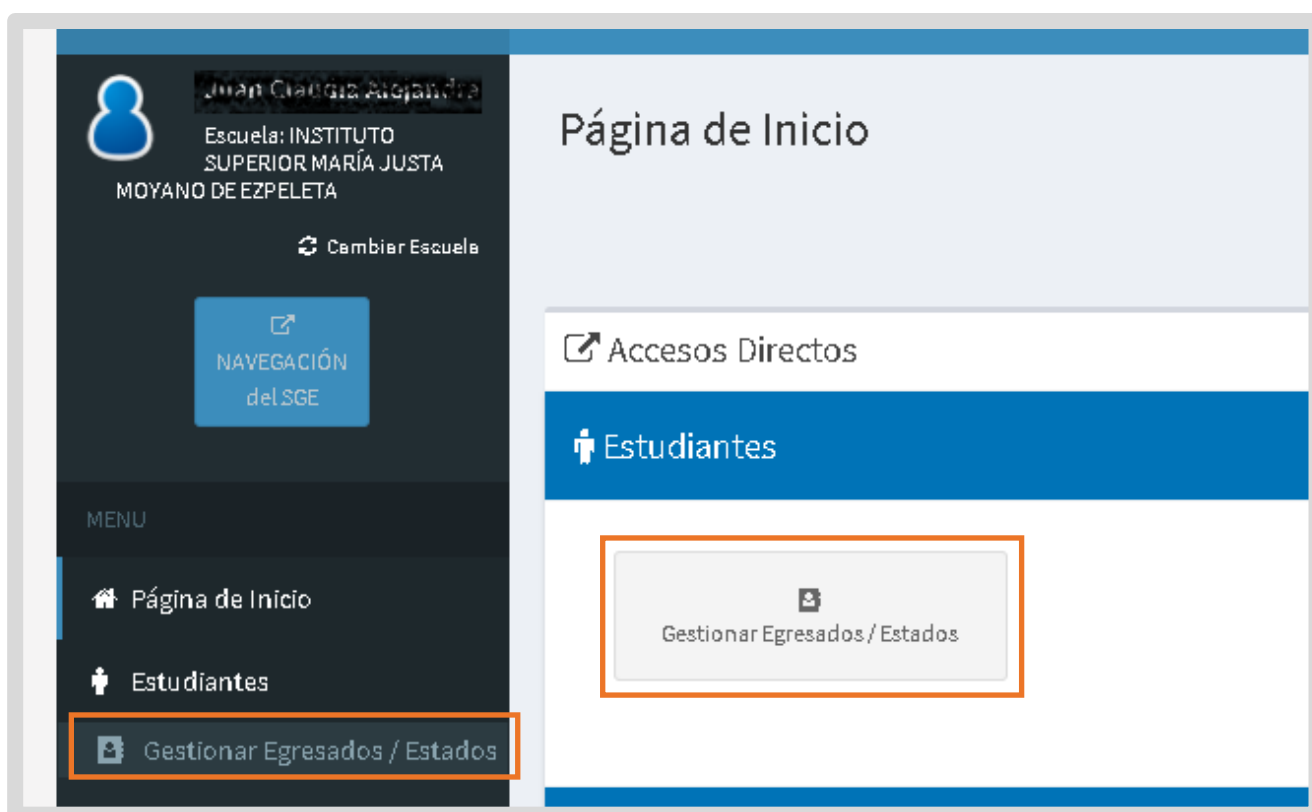 Escuela: INSTITUTO
SUPERIOR MARÍA JUSTA
MOYANO DE EZPELETA
Cambiar Escuela
NAVEGACIÓN
del SGE
MENU
Página de Inicio
Estudiantes
Gestionar Egresados / Estados
Página de Inicio
Accesos Directos
Estudiantes
Gestionar Egresados / Estados